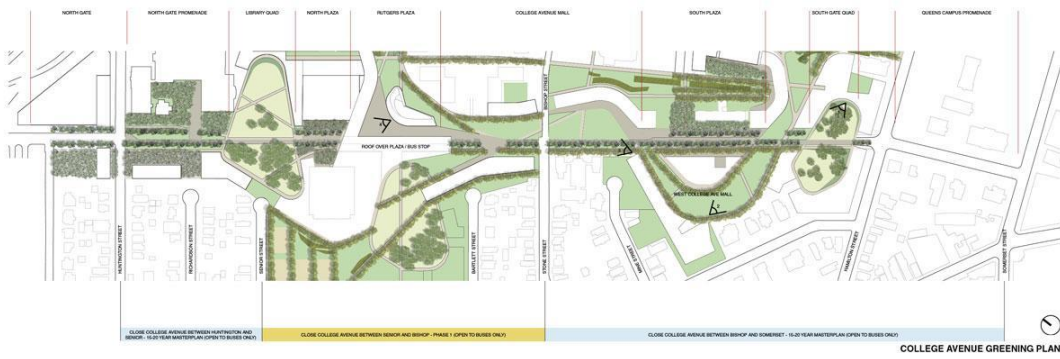 NORTH GATE
NORTH GATE PROMENADE
LIBRARY QUAD
NORTH PLAZA
RUTGERS PLAZA
COLLEGE AVENUE MALL
SOUTH PLAZA
SOUTH GATE QUAD
QUEENS CAMPUS PROMENADE
BISHOP STREET
ROOF OVER PLAZA / BUS STOP
WEST COLLEGE AVE MALL
2
HUNTINGTON STREET
RICHARDSON STREET
SENIOR STREET
BARTLETT STREET
STONE STREET
MINE STREET
HAMILTON STREET
SOMERSET STREET
CLOSE COLLEGE AVENUE BETWEEN HUNTINGTON AND
SENIOR - 15-20 YEAR MASTERPLAN (OPEN TO BUSES ONLY)
CLOSE COLLEGE AVENUE BETWEEN SENIOR AND BISHOP - PHASE 1 (OPEN TO BUSES ONLY)
CLOSE COLLEGE AVENUE BETWEEN BISHOP AND SOMERSET - 15-20 YEAR MASTERPLAN (OPEN TO BUSES ONLY)
COLLEGE AVENUE GREENING PLAN